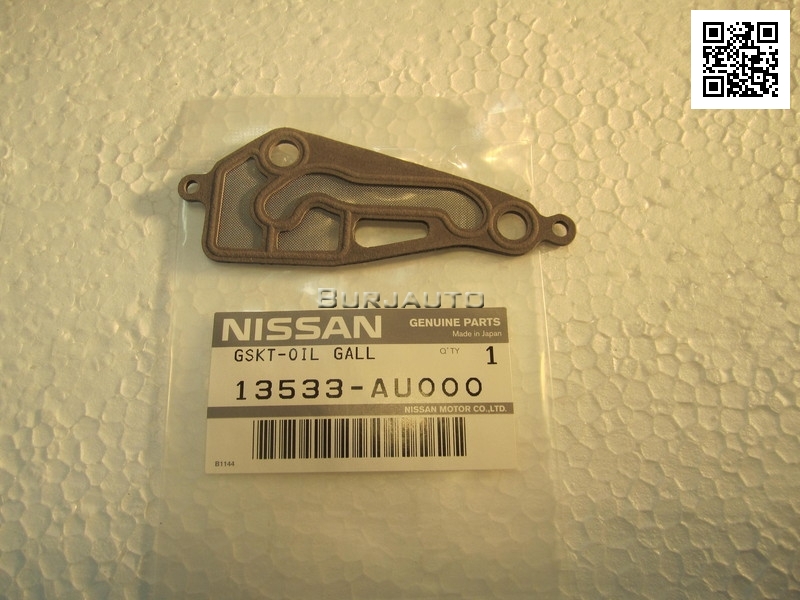 BURJAUTO
NISSAN GENUINE PARTS
Made in Japan
GSKT-OIL GALL Q'TY 1
13533-AU000
NISSAN MOTOR CO.,LTD.
B1144